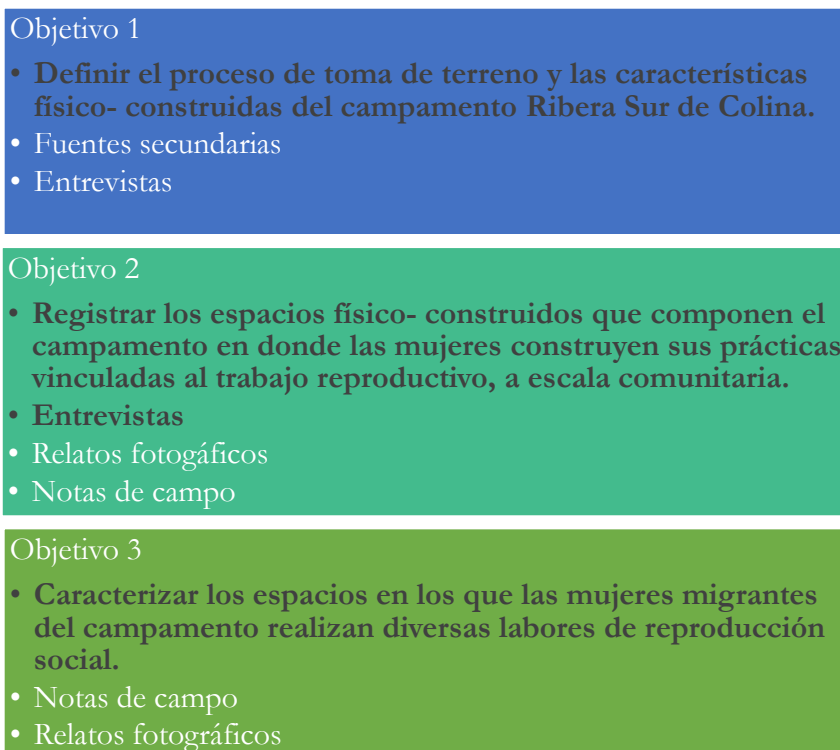 Objetivo 1
• Definir el proceso de toma de terreno y las características
físico- construidas del campamento Ribera Sur de Colina.
• Fuentes secundarias
• Entrevistas
Objetivo 2
• Registrar los espacios físico- construidos que componen el
campamento en donde las mujeres construyen sus prácticas
vinculadas al trabajo reproductivo, a escala comunitaria.
• Entrevistas
• Relatos fotogáficos
• Notas de campo
Objetivo 3
• Caracterizar los espacios en los que las mujeres migrantes
del campamento realizan diversas labores de reproducción
social.
• Notas de campo
• Relatos fotográficos